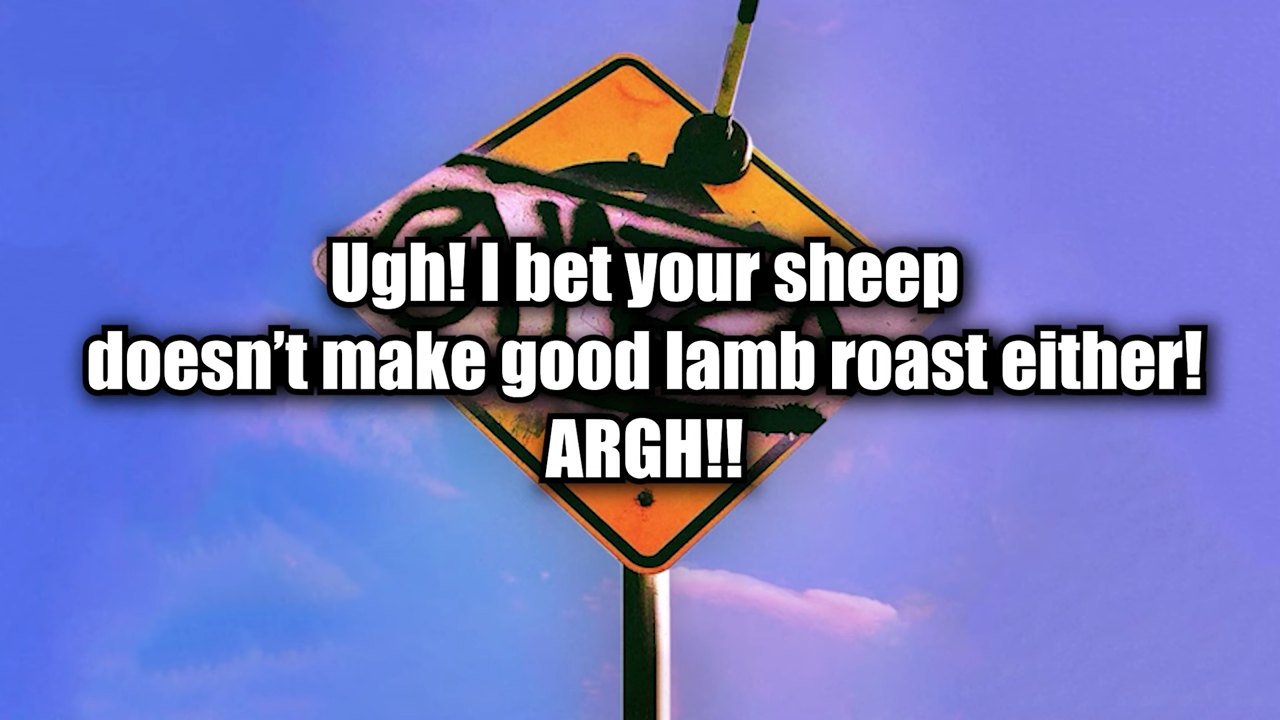 Ugh! I bet your sheep
doesn’t make good lamb roast either!
ARGH!!